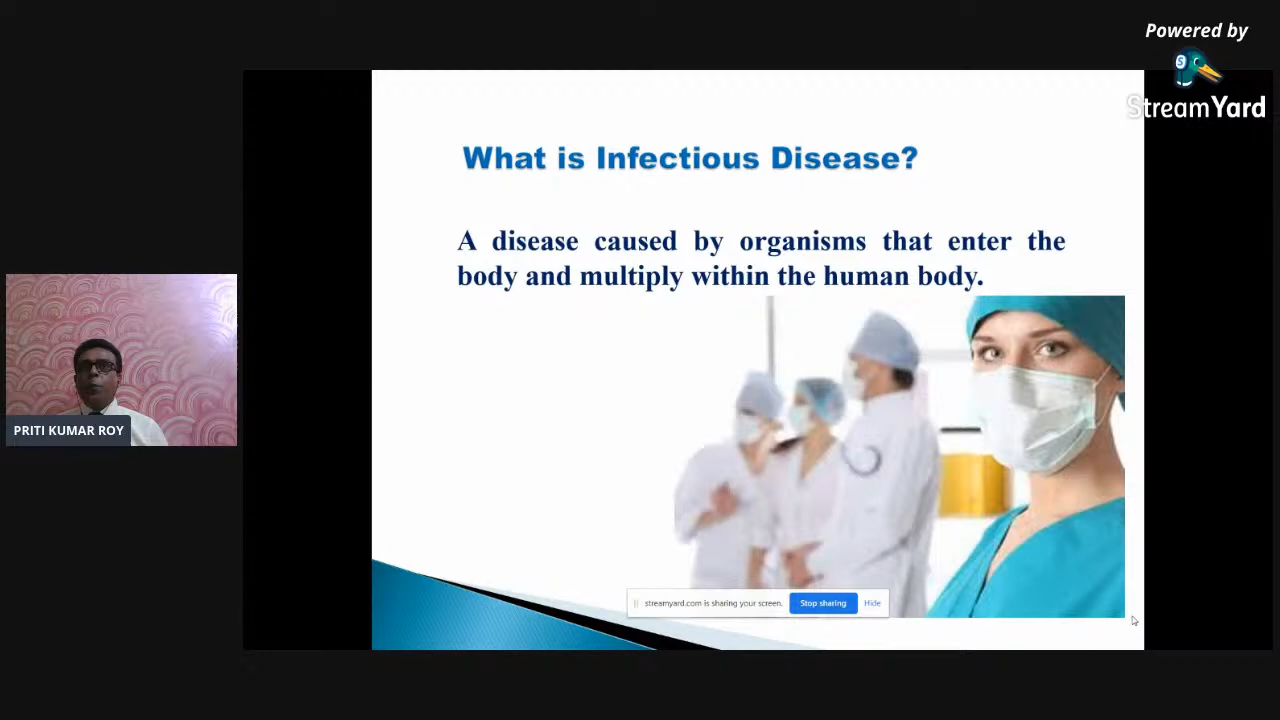 Powered by
StreamYard
What is Infectious Disease?
A disease caused by organisms that enter the
body and multiply within the human body.
PRITI KUMAR ROY
streamyard.com is sharing your screen. Stop sharing Hide